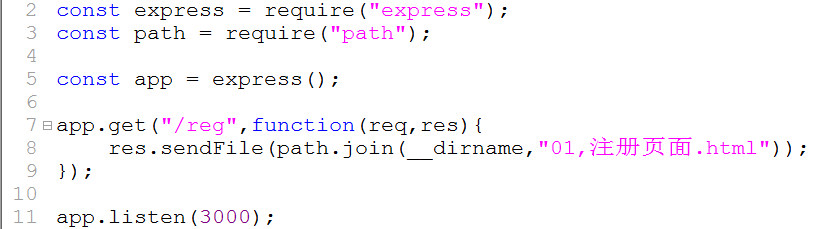 2 const express = require("express");
3 const path = require("path");
4
5 const app = express();
6
7 app.get("/reg",function(req,res){
8     res.sendFile(path.join(__dirname,"01,注册页面.html"));
9 });
10
11 app.listen(3000);